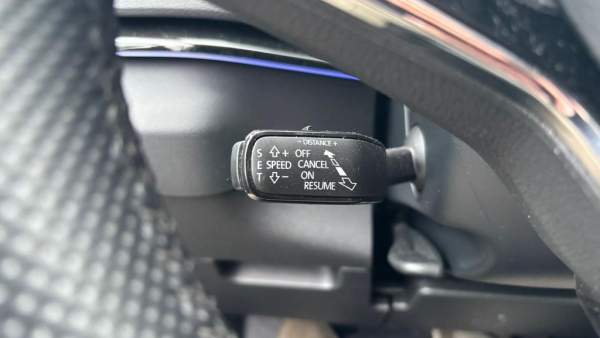 - DISTANCE +
S + OFF
E SPEED CANCEL
T - ON
RESUME